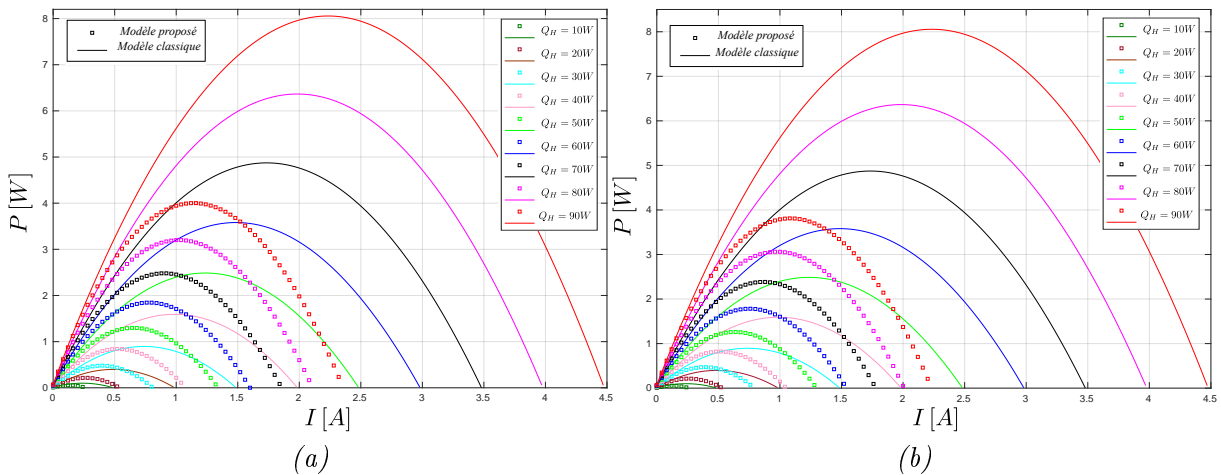 Modèle proposé
Modèle classique
Q_H = 10W
Q_H = 20W
Q_H = 30W
Q_H = 40W
Q_H = 50W
Q_H = 60W
Q_H = 70W
Q_H = 80W
Q_H = 90W
P [W]
8
7
6
5
4
3
2
1
0
0 0.5 1 1.5 2 2.5 3 3.5 4 4.5
I [A]
(a)
Modèle proposé
Modèle classique
Q_H = 10W
Q_H = 20W
Q_H = 30W
Q_H = 40W
Q_H = 50W
Q_H = 60W
Q_H = 70W
Q_H = 80W
Q_H = 90W
P [W]
8
7
6
5
4
3
2
1
0
0 0.5 1 1.5 2 2.5 3 3.5 4 4.5
I [A]
(b)